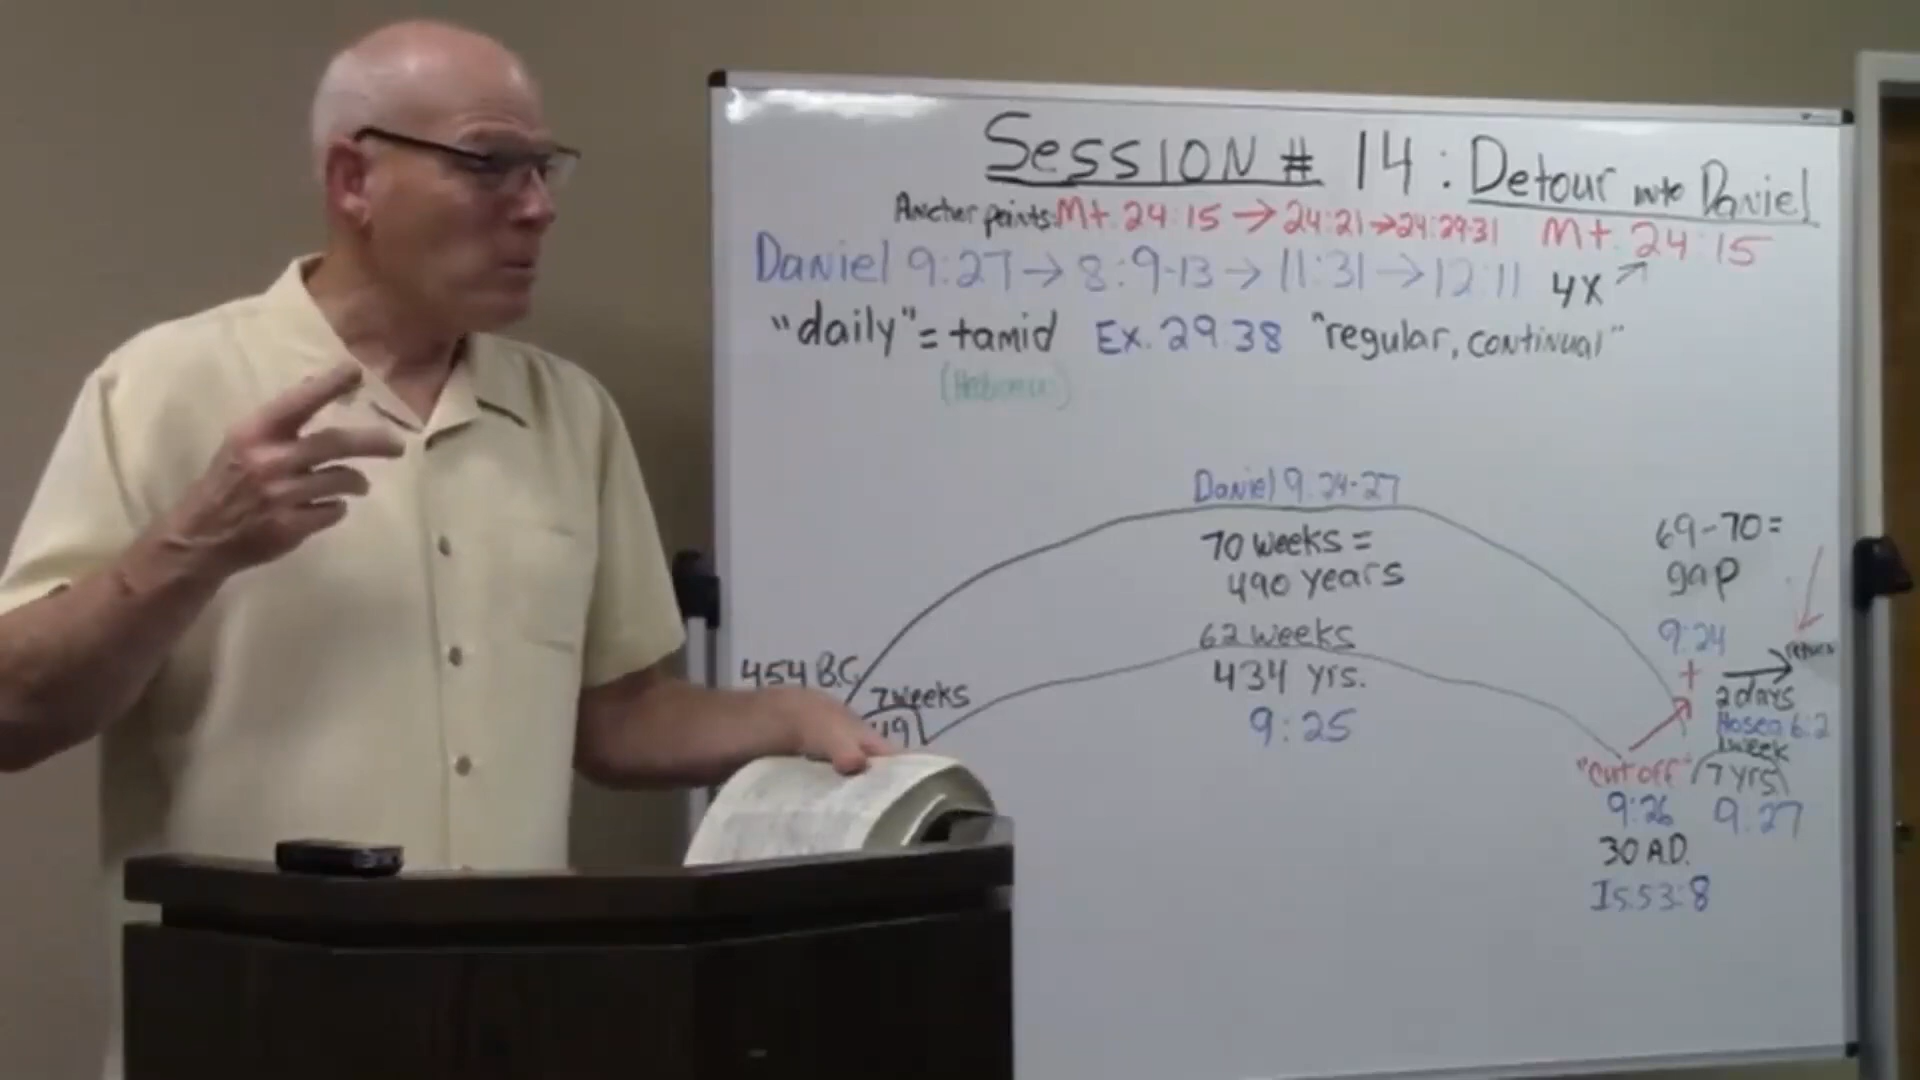 Session # 14 : Detour into Daniel
Anchor points: Mt. 24:15 → 24:21 → 24:29-31 Mt. 24:15
Daniel 9:27 → 8:9-13 → 11:31 → 12:11 4X
"daily" = tamid Ex. 29:38 "regular, continual"
Daniel 9:24-27
70 weeks =
490 years
62 weeks
434 yrs.
9:25
454 B.C.
7 weeks
49
69-70 =
gap
9:24
return
2 days
Hosea 6:2
1 week
"cut off" 7 yrs
9:26 9:27
30 A.D.
Is. 53:8